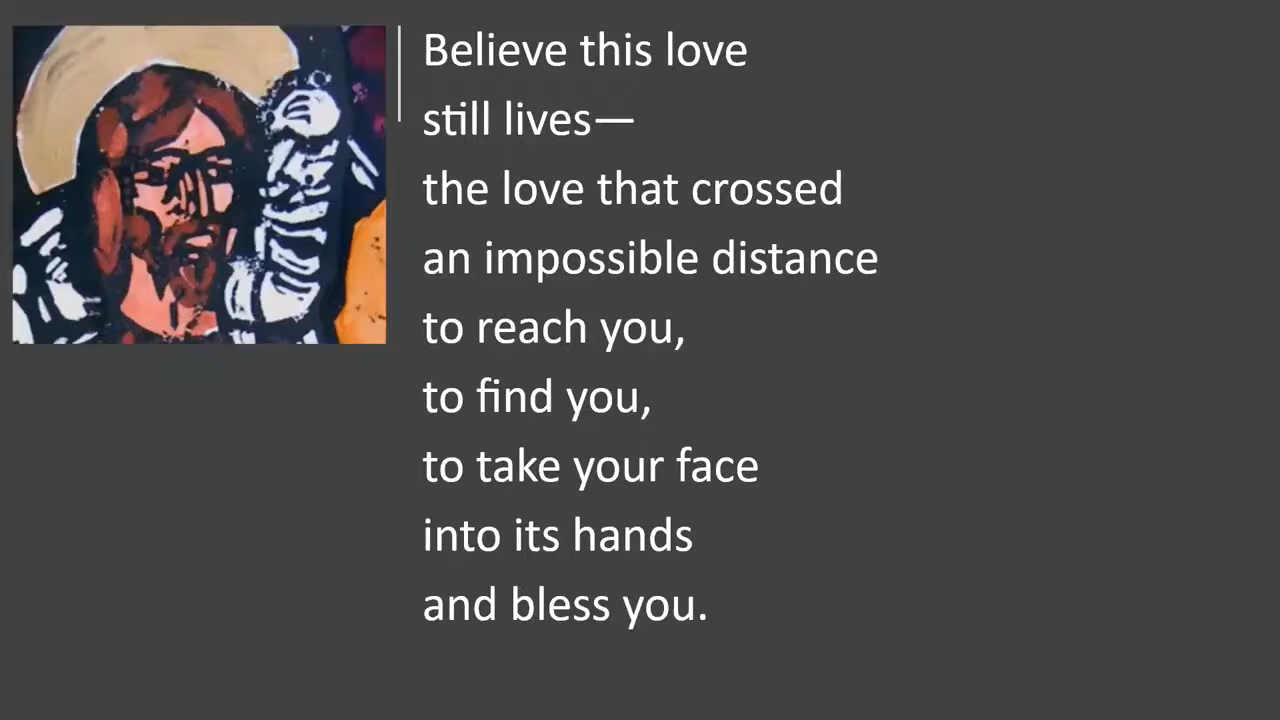 Believe this love
still lives—
the love that crossed
an impossible distance
to reach you,
to find you,
to take your face
into its hands
and bless you.